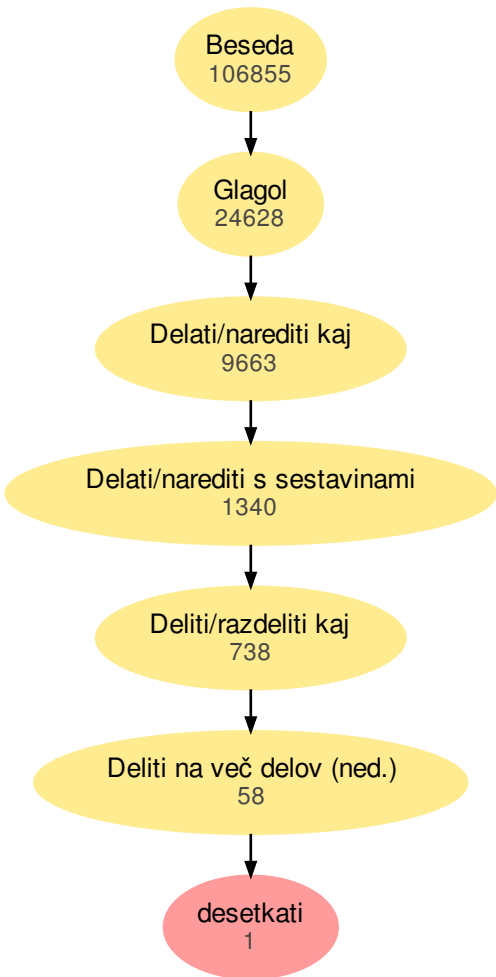 Beseda
106855
Glagol
24628
Delati/narediti kaj
9663
Delati/narediti s sestavinami
1340
Deliti/razdeliti kaj
738
Deliti na več delov (ned.)
58
desetkati
1